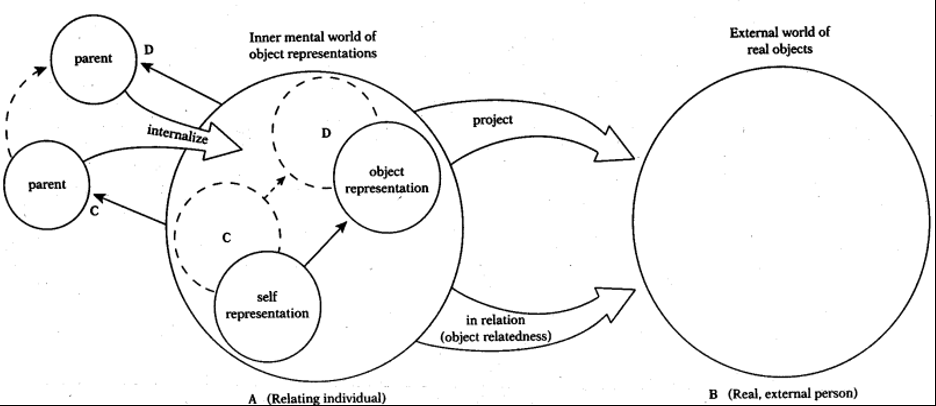 Inner mental world of
object representations
External world of
real objects
parent
D
internalize
parent
C
D
object
representation
C
self
representation
project
in relation
(object relatedness)
A (Relating individual)
B (Real, external person)